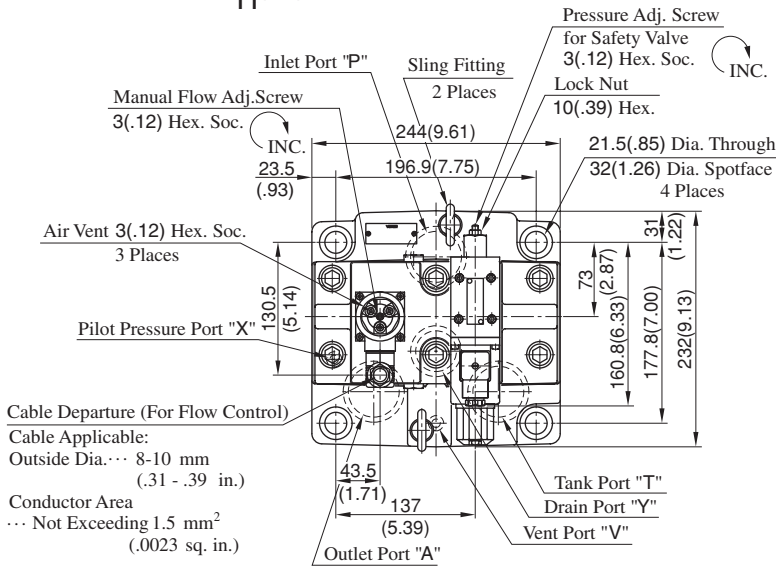 Pressure Adj. Screw
for Safety Valve
3(.12) Hex. Soc.
INC.
Inlet Port "P"
Sling Fitting
2 Places
Lock Nut
10(.39) Hex.
Manual Flow Adj.Screw
3(.12) Hex. Soc.
INC.
244(9.61)
21.5(.85) Dia. Through
32(1.26) Dia. Spotface
4 Places
23.5
(.93)
196.9(7.75)
Air Vent 3(.12) Hex. Soc.
3 Places
31
(1.22)
130.5
(5.14)
73
(2.87)
160.8(6.33)
177.8(7.00)
232(9.13)
Pilot Pressure Port "X"
Cable Departure (For Flow Control)
Cable Applicable:
Outside Dia.··· 8-10 mm
(.31 - .39 in.)
Conductor Area
··· Not Exceeding 1.5 mm²
(.0023 sq. in.)
43.5
(1.71)
137
(5.39)
Tank Port "T"
Drain Port "Y"
Vent Port "V"
Outlet Port "A"